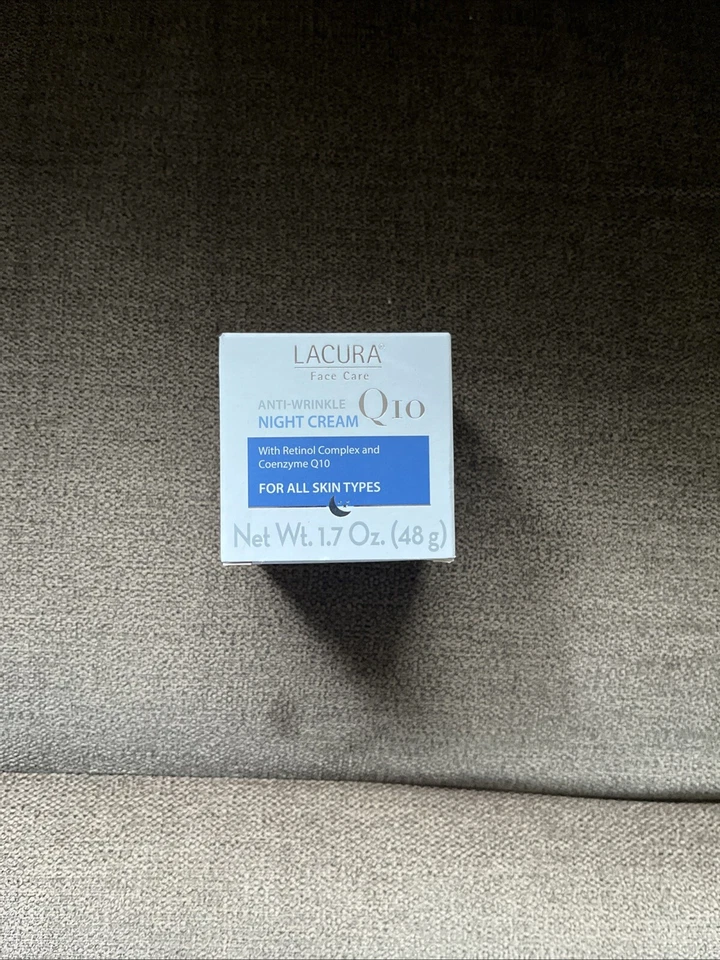 LACURA®
Face Care
ANTI-WRINKLE Q10
NIGHT CREAM
With Retinol Complex and
Coenzyme Q10
FOR ALL SKIN TYPES
Net Wt. 1.7 Oz. (48 g)